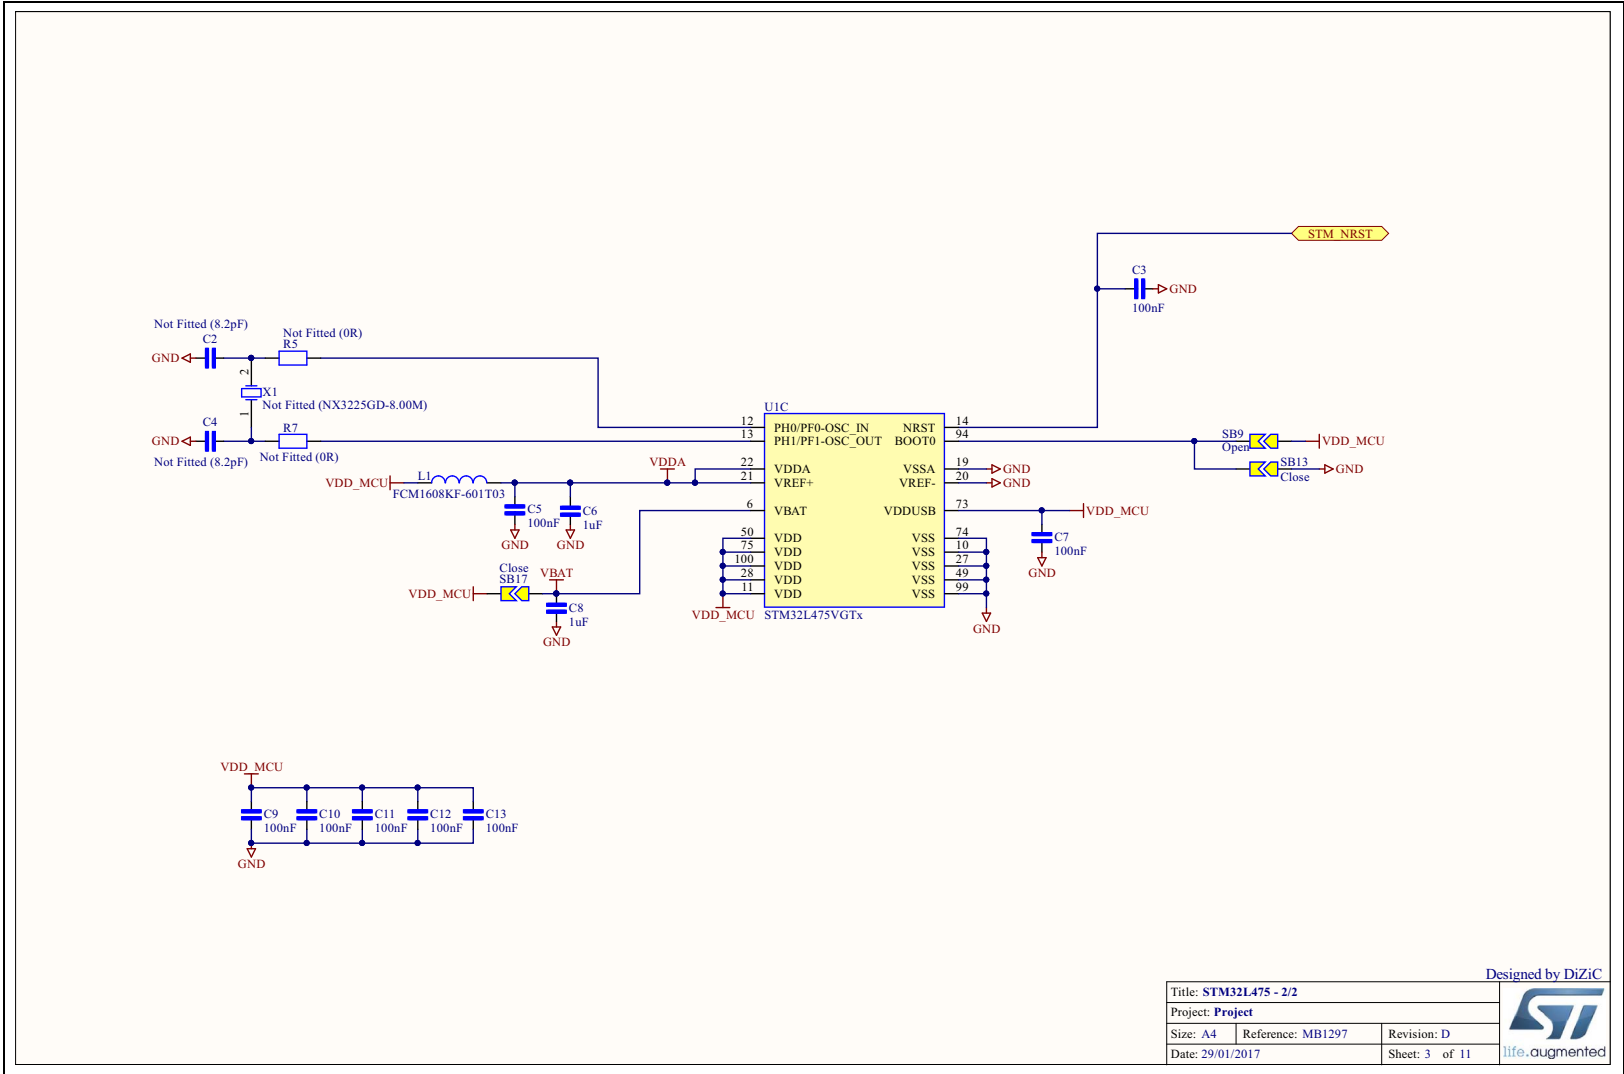 STM_NRST
C3
GND
100nF
Not Fitted (8.2pF)
C2
GND
Not Fitted (0R)
R5
2
X1
Not Fitted (NX3225GD-8.00M)
1
C4
GND
Not Fitted (8.2pF)
R7
Not Fitted (0R)
U1C
12 PH0/PF0-OSC_IN NRST 14
13 PH1/PF1-OSC_OUT BOOT0 94
22 VDDA VSSA 19 GND
21 VREF+ VREF- 20 GND
6 VBAT VDDUSB 73
50 VDD VSS 74
75 VDD VSS 10
100 VDD VSS 27
28 VDD VSS 49
11 VDD VSS 99
VDD_MCU STM32L475VGTx
GND
SB9
Open
VDD_MCU
SB13
Close
GND
VDD_MCU
C7
100nF
GND
VDDA
VDD_MCU
L1
FCM1608KF-601T03
C5
100nF
GND
C6
1uF
GND
Close
SB17
VDD_MCU
VBAT
C8
1uF
GND
VDD_MCU
C9 C10 C11 C12 C13
100nF 100nF 100nF 100nF 100nF
GND
Designed by DiZiC
Title: STM32L475 - 2/2
Project: Project
Size: A4 Reference: MB1297 Revision: D
Date: 29/01/2017 Sheet: 3 of 11
ST
life.augmented